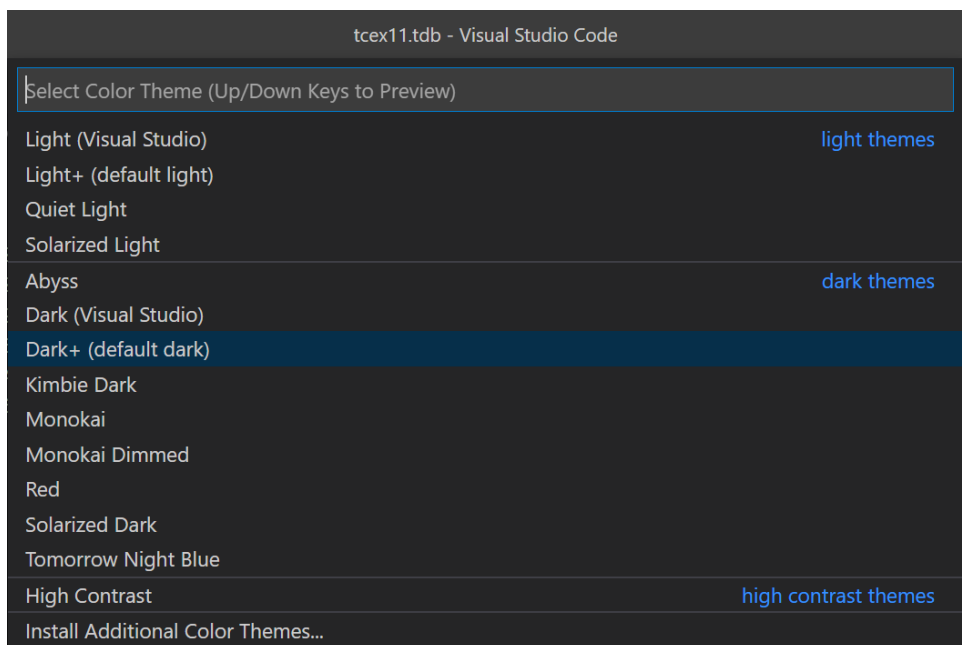 tcex11.tdb - Visual Studio Code
Select Color Theme (Up/Down Keys to Preview)
Light (Visual Studio) light themes
Light+ (default light)
Quiet Light
Solarized Light
Abyss dark themes
Dark (Visual Studio)
Dark+ (default dark)
Kimbie Dark
Monokai
Monokai Dimmed
Red
Solarized Dark
Tomorrow Night Blue
High Contrast high contrast themes
Install Additional Color Themes...